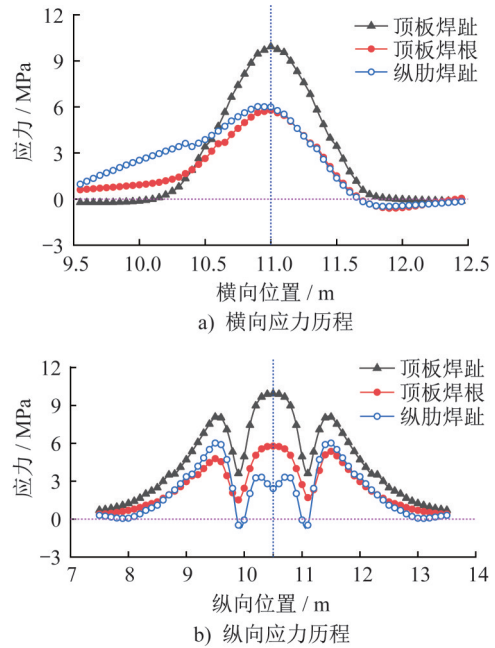 12
9
6
3
0
−3
应力 / MPa
顶板焊趾
顶板焊根
纵肋焊趾
9.5 10.0 10.5 11.0 11.5 12.0 12.5
横向位置 / m
a) 横向应力历程
12
9
6
3
0
−3
应力 / MPa
顶板焊趾
顶板焊根
纵肋焊趾
7 8 9 10 11 12 13 14
纵向位置 / m
b) 纵向应力历程